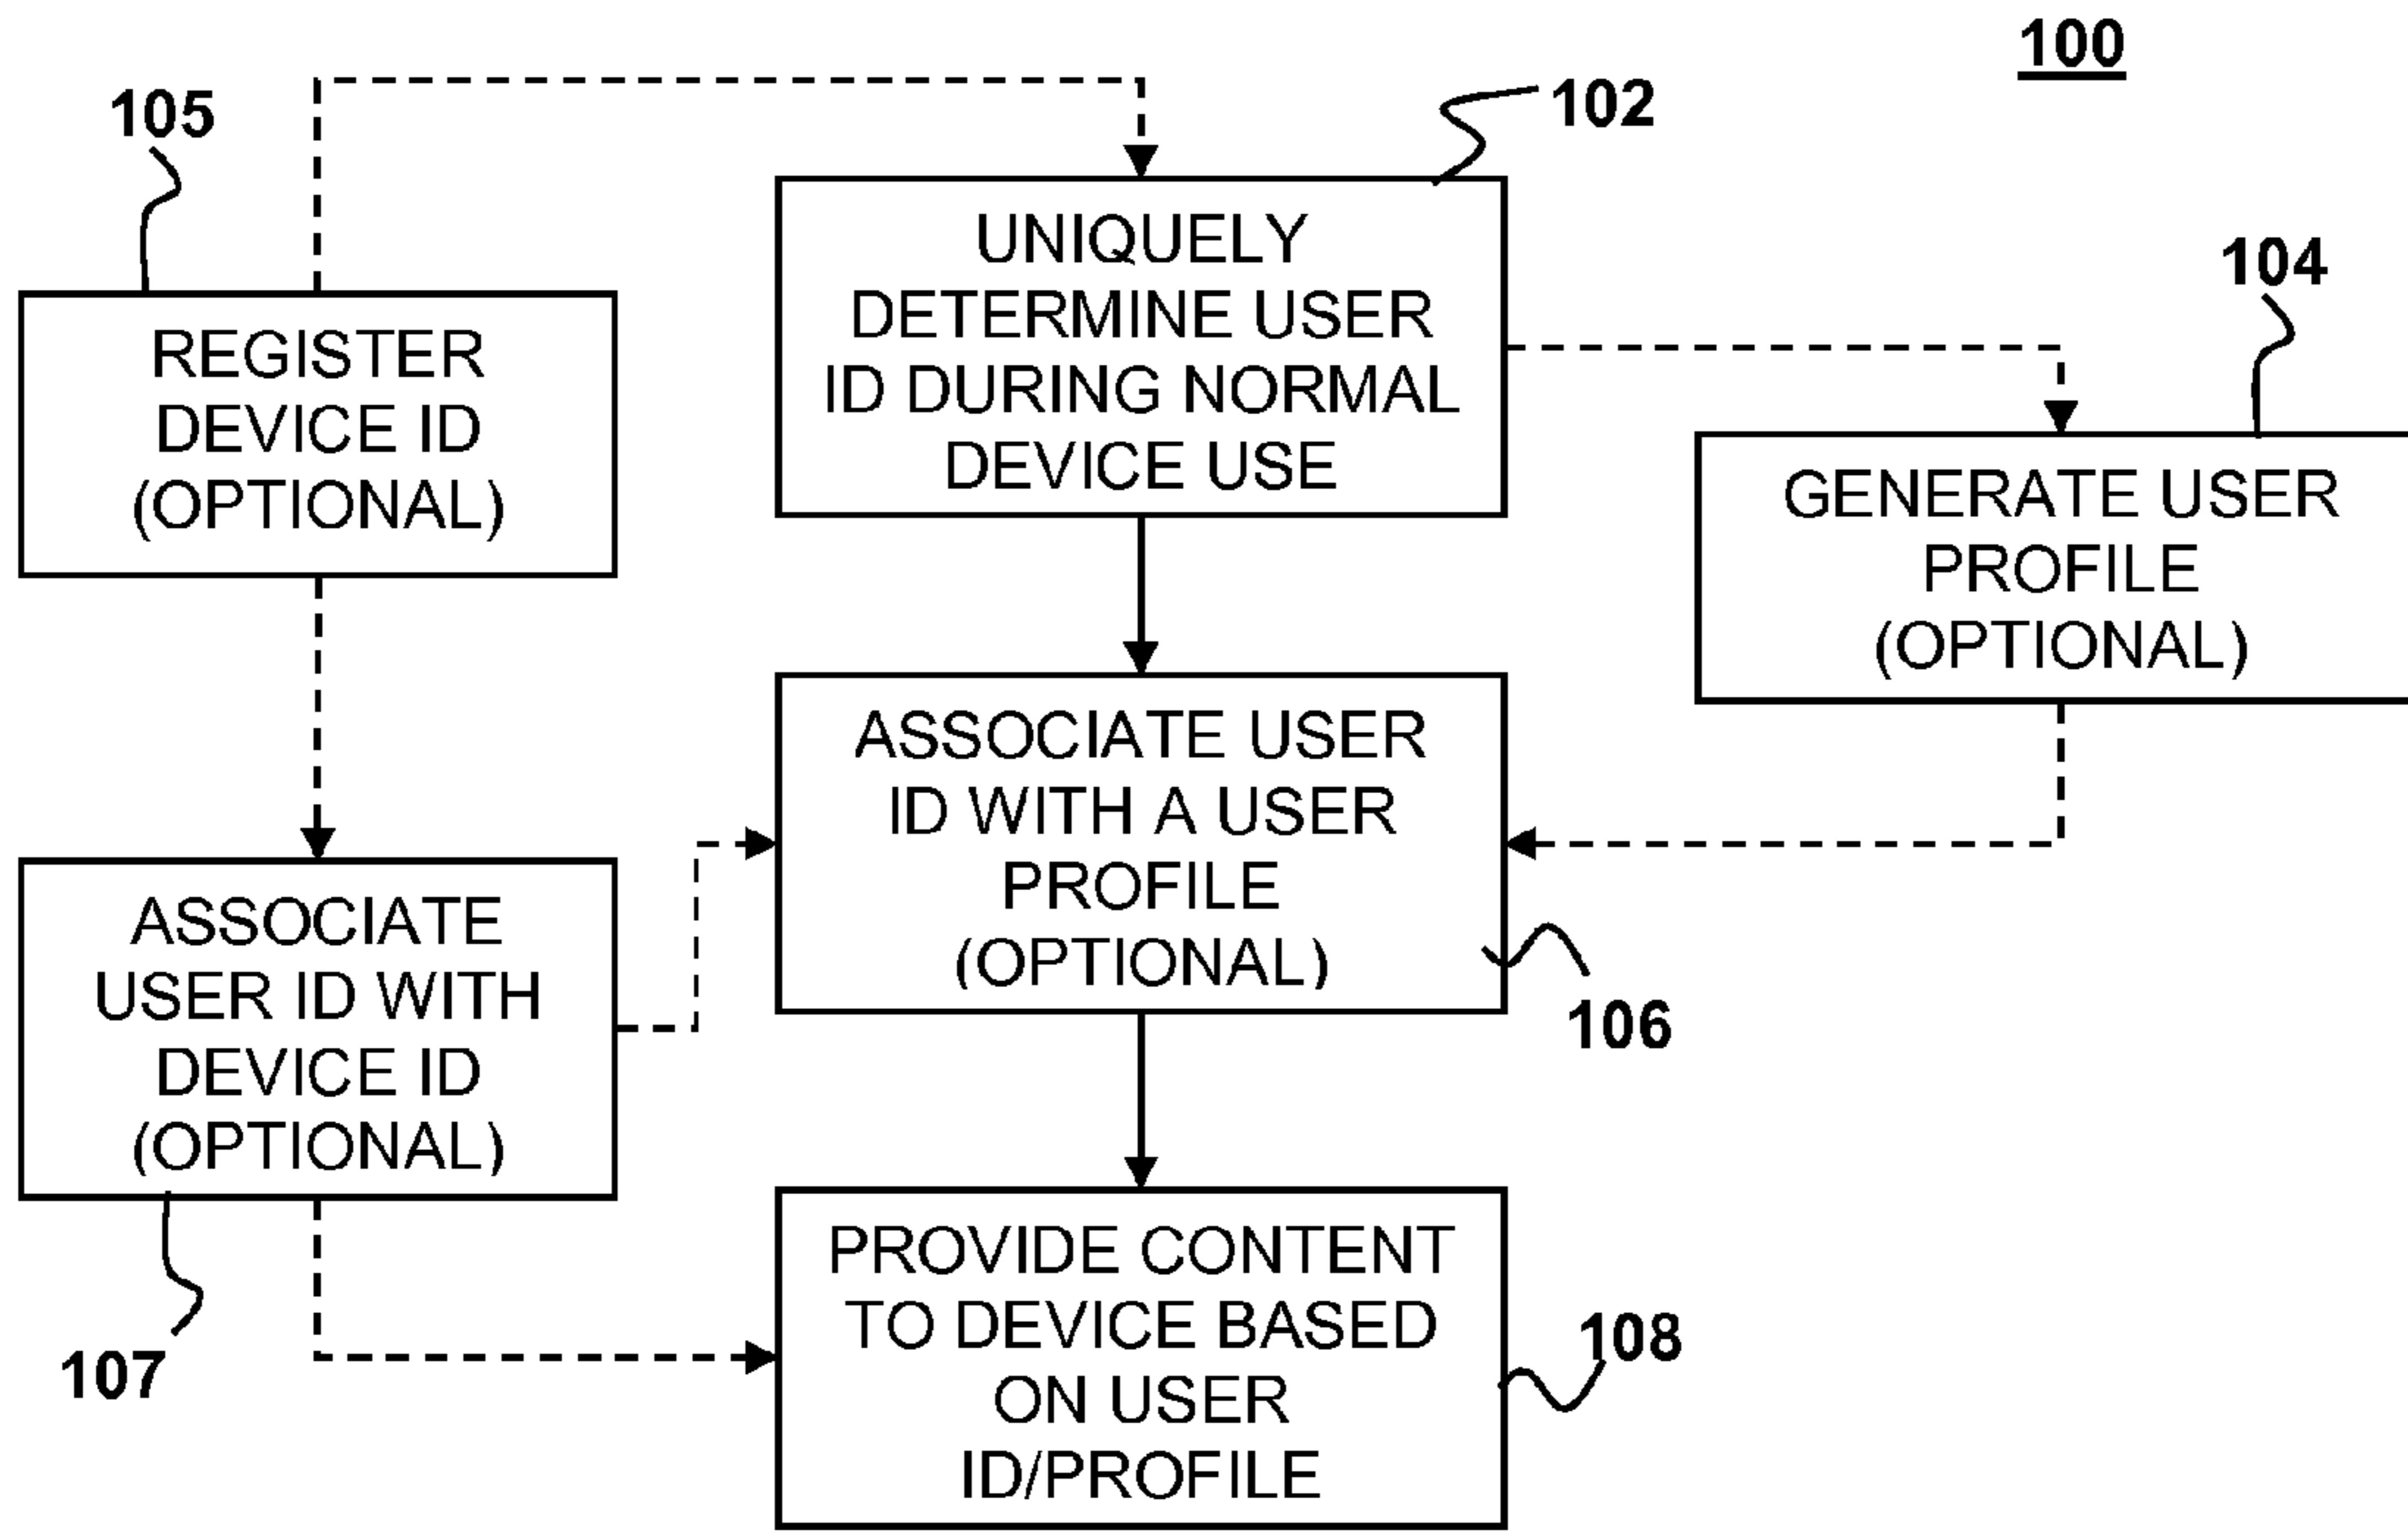 100
105
102
UNIQUELY
DETERMINE USER
ID DURING NORMAL
DEVICE USE
104
REGISTER
DEVICE ID
(OPTIONAL)
GENERATE USER
PROFILE
(OPTIONAL)
ASSOCIATE USER
ID WITH A USER
PROFILE
(OPTIONAL)
106
ASSOCIATE
USER ID WITH
DEVICE ID
(OPTIONAL)
107
PROVIDE CONTENT
TO DEVICE BASED
ON USER
ID/PROFILE
108